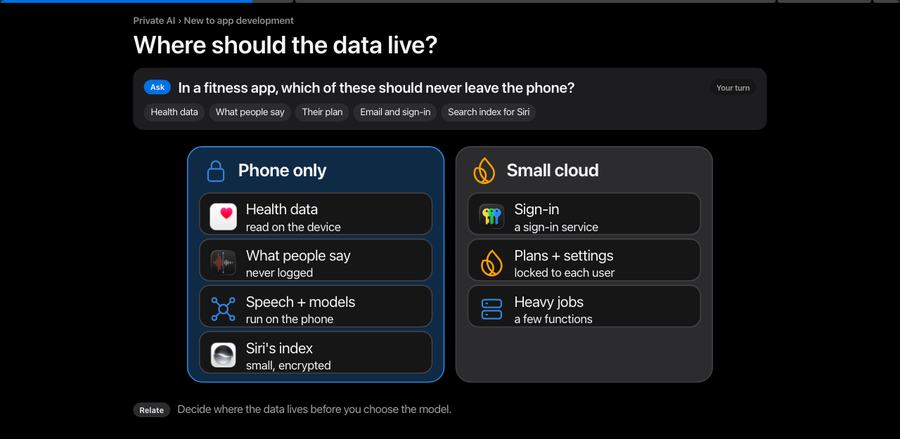 Private AI › New to app development
Where should the data live?
Ask In a fitness app, which of these should never leave the phone? Your turn
Health data What people say Their plan Email and sign-in Search index for Siri
Phone only
Health data
read on the device
What people say
never logged
Speech + models
run on the phone
Siri's index
small, encrypted
Small cloud
Sign-in
a sign-in service
Plans + settings
locked to each user
Heavy jobs
a few functions
Relate Decide where the data lives before you choose the model.